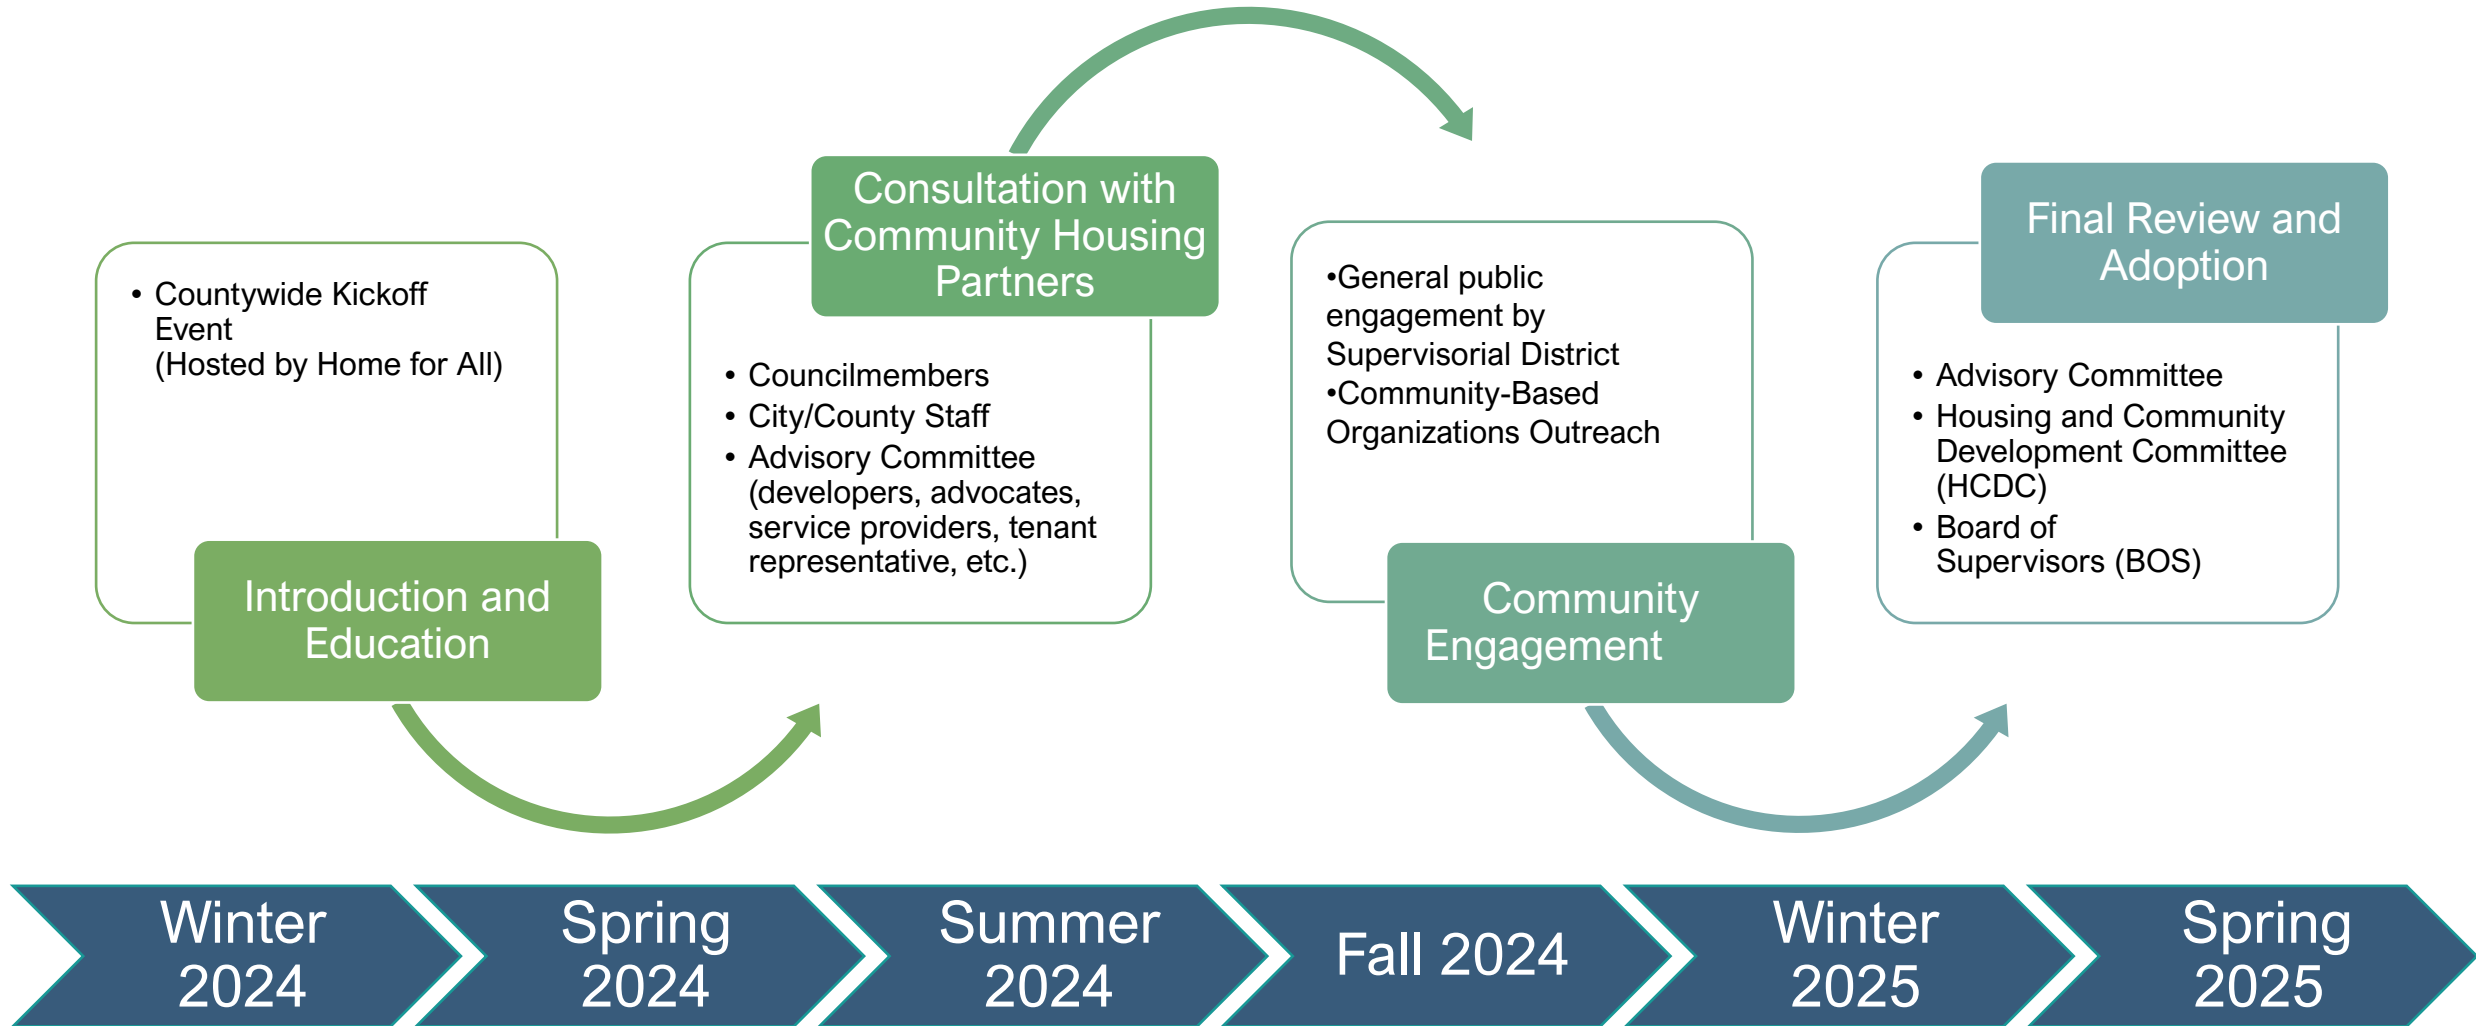 • Countywide Kickoff
Event
(Hosted by Home for All)
Introduction and
Education
Consultation with
Community Housing
Partners
• Councilmembers
• City/County Staff
• Advisory Committee
(developers, advocates,
service providers, tenant
representative, etc.)
•General public
engagement by
Supervisorial District
•Community-Based
Organizations Outreach
Community
Engagement
Final Review and
Adoption
• Advisory Committee
• Housing and Community
Development Committee
(HCDC)
• Board of
Supervisors (BOS)
Winter
2024
Spring
2024
Summer
2024
Fall 2024
Winter
2025
Spring
2025